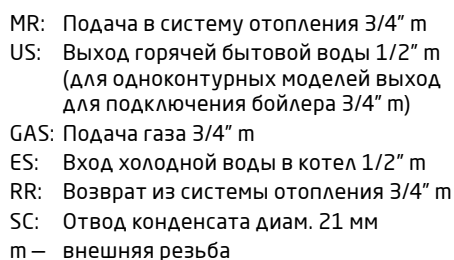 MR: Подача в систему отопления 3/4" m
US: Выход горячей бытовой воды 1/2" m
(для одноконтурных моделей выход
для подключения бойлера 3/4" m)
GAS: Подача газа 3/4" m
ES: Вход холодной воды в котел 1/2" m
RR: Возврат из системы отопления 3/4" m
SC: Отвод конденсата диам. 21 мм
m — внешняя резьба